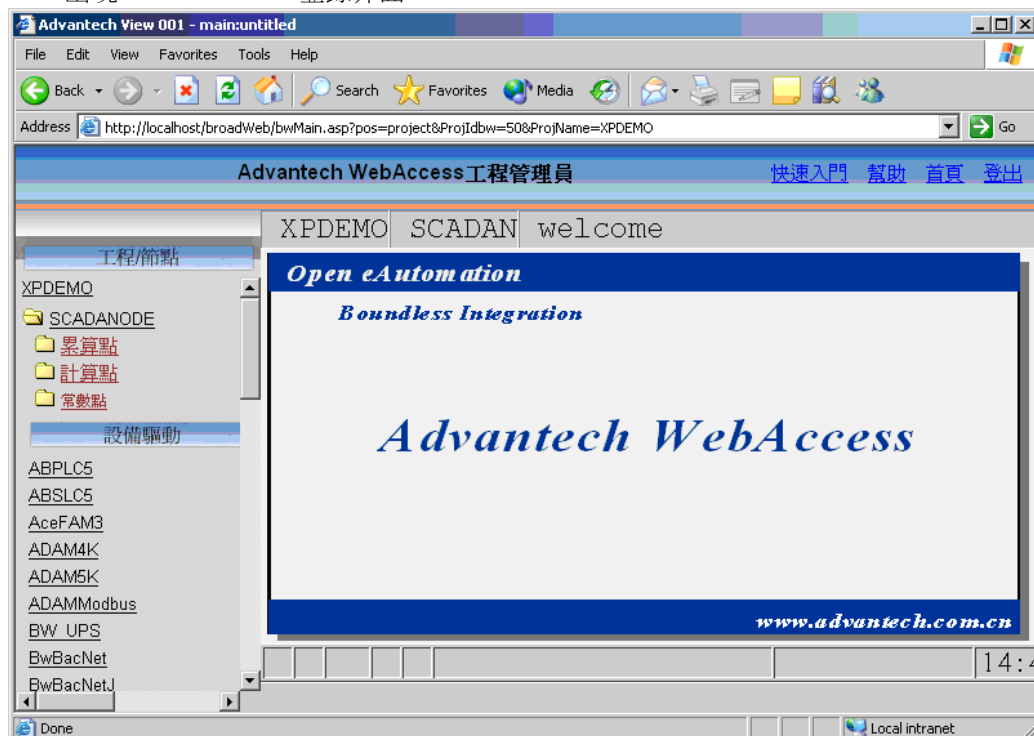 Advantech View 001 - main:untitled
File Edit View Favorites Tools Help
Back Search Favorites Media
Address http://localhost/broadWeb/bwMain.asp?pos=project&ProjIdbw=50&ProjName=XPDEMO Go
Advantech WebAccess工程管理員 快速入門 幫助 首頁 登出
XPDEMO SCADAN welcome
工程/節點
XPDEMO
SCADANODE
累算點
計算點
常數點
設備驅動
ABPLC5
ABSLC5
AceFAM3
ADAM4K
ADAM5K
ADAMModbus
BW_UPS
BwBacNet
BwBacNetJ
Open eAutomation
Boundless Integration
Advantech WebAccess
www.advantech.com.cn
14:4
Done Local intranet